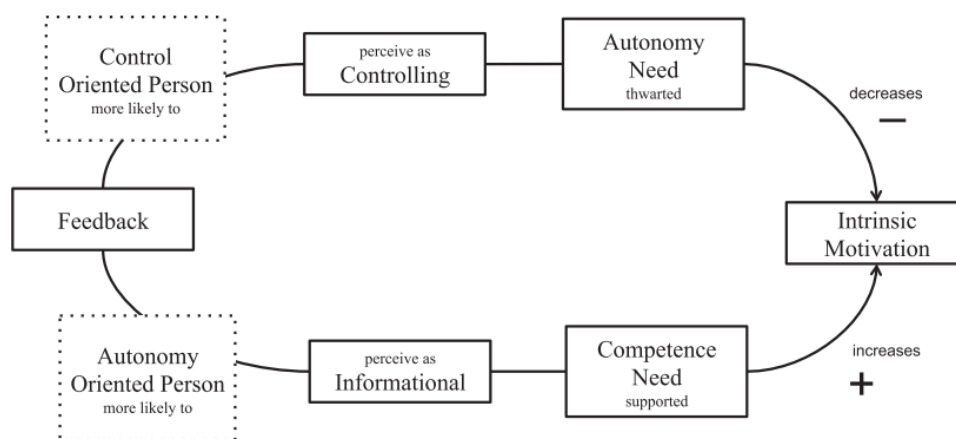 Control
Oriented Person
more likely to
perceive as
Controlling
Autonomy
Need
thwarted
decreases
−
Feedback
Intrinsic
Motivation
Autonomy
Oriented Person
more likely to
perceive as
Informational
Competence
Need
supported
increases
+